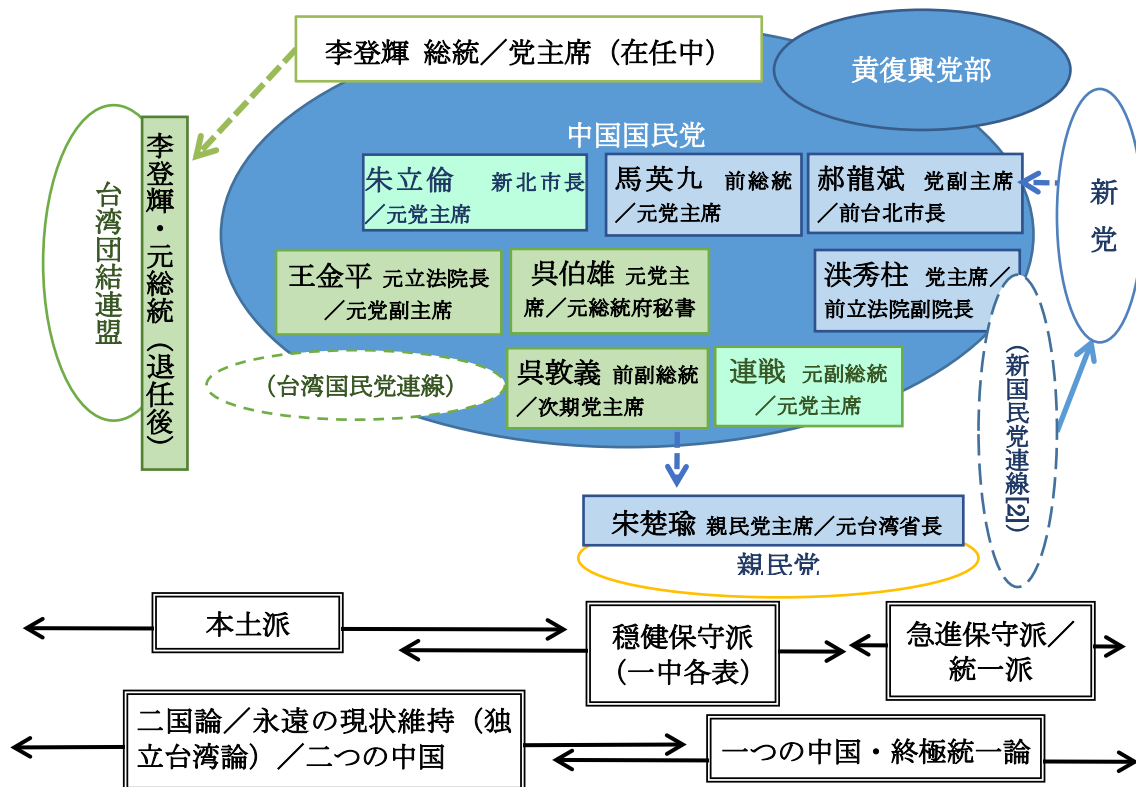 李登輝 総統／党主席（在任中）
黄復興党部
中国国民党
台湾団結連盟
李登輝・元総統（退任後）
朱立倫 新北市長
／元党主席
馬英九 前総統
／元党主席
郝龍斌 党副主席
／前台北市長
新党
王金平 元立法院長
／元党副主席
呉伯雄 元党主
席／元総統府秘書
洪秀柱 党主席／
前立法院副院長
（台湾国民党連線）
呉敦義 前副総統
／次期党主席
連戦 元副総統
／元党主席
（新国民党連線[2]）
宋楚瑜 親民党主席／元台湾省長
親民党
本土派
穏健保守派
（一中各表）
急進保守派／
統一派
二国論／永遠の現状維持（独
立台湾論）／二つの中国
一つの中国・終極統一論